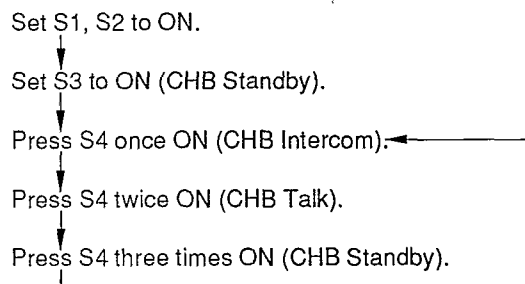 Set S1, S2 to ON.
Set S3 to ON (CHB Standby).
Press S4 once ON (CHB Intercom).
Press S4 twice ON (CHB Talk).
Press S4 three times ON (CHB Standby).